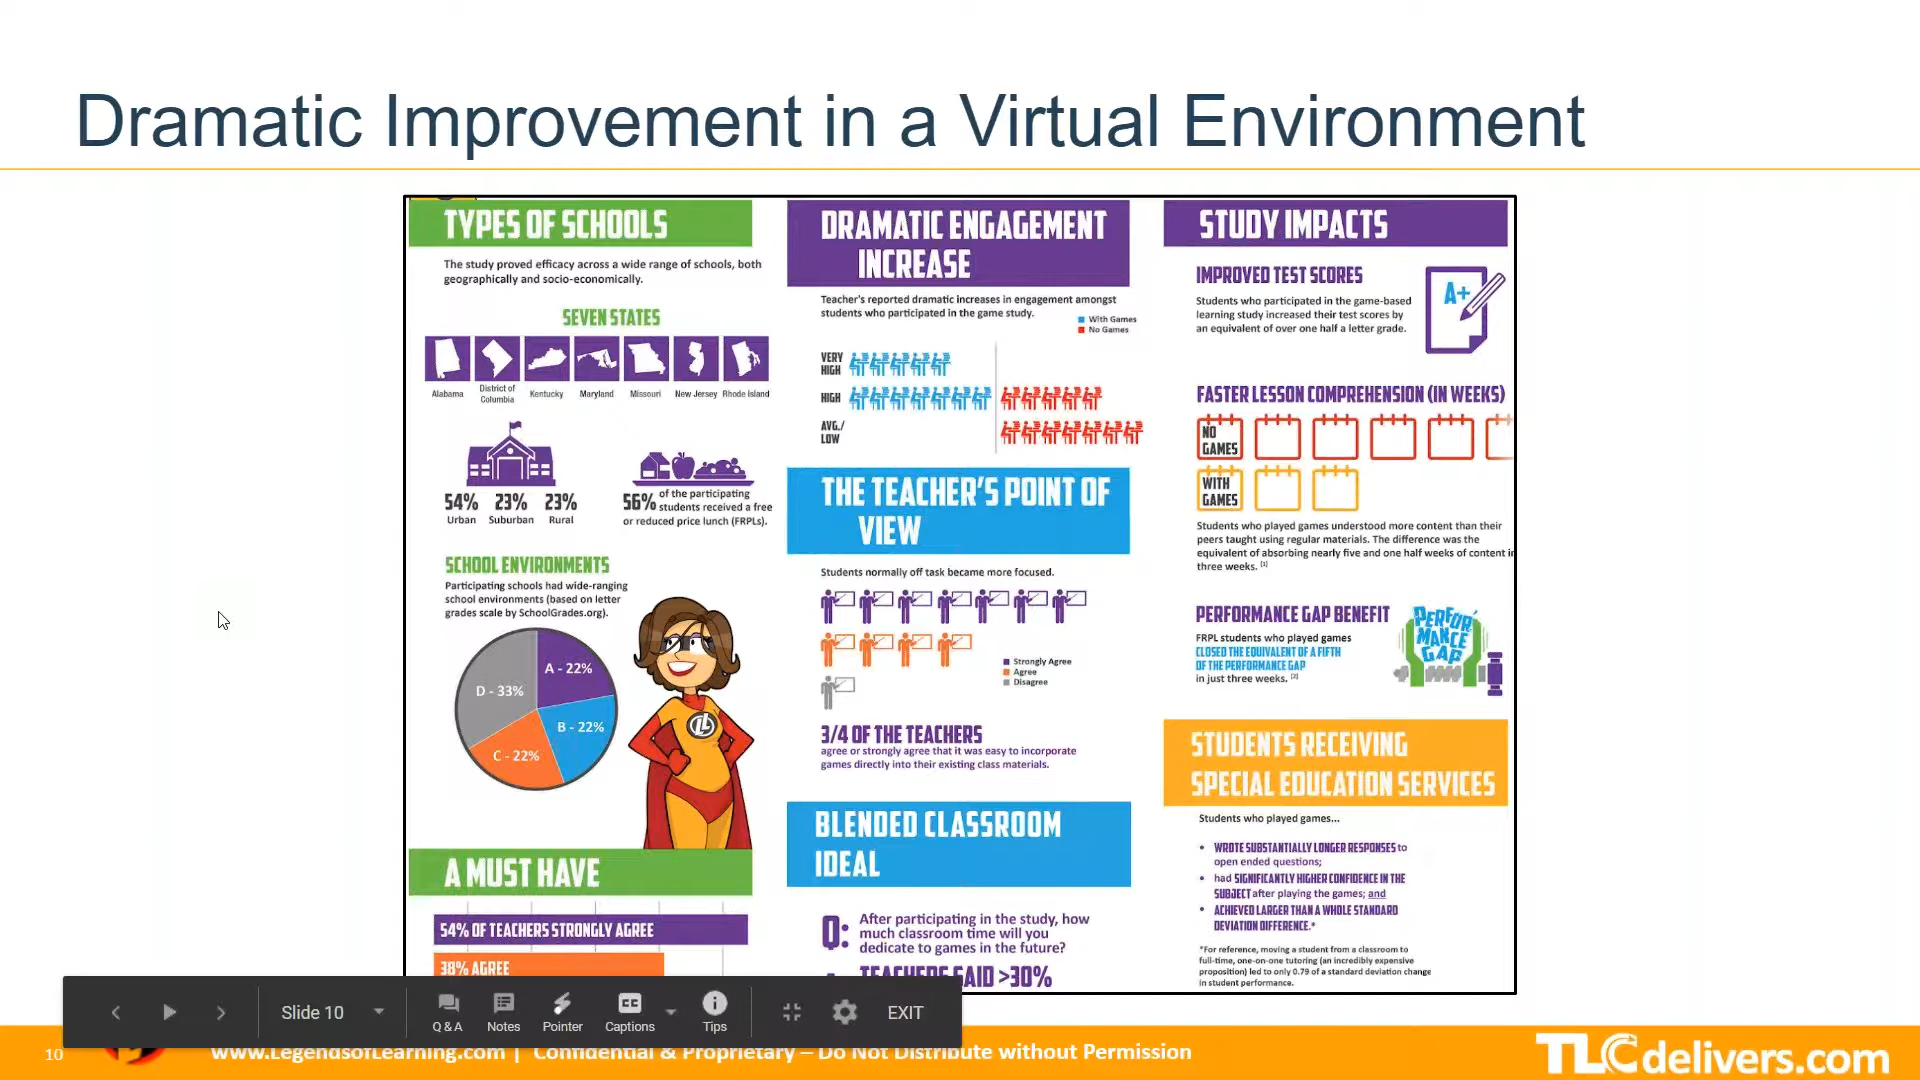 Dramatic Improvement in a Virtual Environment
TYPES OF SCHOOLS
The study proved efficacy across a wide range of schools, both
geographically and socio-economically.
SEVEN STATES
Alabama
District of
Columbia
Kentucky
Maryland
Missouri
New Jersey
Rhode Island
54%
Urban
23%
Suburban
23%
Rural
56% of the participating
students received a free
or reduced price lunch (FRPLs).
SCHOOL ENVIRONMENTS
Participating schools had wide-ranging
school environments (based on letter
grades scale by SchoolGrades.org).
A - 22%
D - 33%
B - 22%
C - 22%
A MUST HAVE
54% OF TEACHERS STRONGLY AGREE
38% AGREE
DRAMATIC ENGAGEMENT
INCREASE
Teacher's reported dramatic increases in engagement amongst
students who participated in the game study.
With Games
No Games
VERY
HIGH
HIGH
AVG./
LOW
THE TEACHER'S POINT OF
VIEW
Students normally off task became more focused.
Strongly Agree
Agree
Disagree
3/4 OF THE TEACHERS
agree or strongly agree that it was easy to incorporate
games directly into their existing class materials.
BLENDED CLASSROOM
IDEAL
Q: After participating in the study, how
much classroom time will you
dedicate to games in the future?
TEACHERS SAID >30%
STUDY IMPACTS
IMPROVED TEST SCORES
Students who participated in the game-based
learning study increased their test scores by
an equivalent of over one half a letter grade.
A+
FASTER LESSON COMPREHENSION (IN WEEKS)
NO
GAMES
WITH
GAMES
Students who played games understood more content than their
peers taught using regular materials. The difference was the
equivalent of absorbing nearly five and one half weeks of content in
three weeks. [1]
PERFORMANCE GAP BENEFIT
FRPL students who played games
CLOSED THE EQUIVALENT OF A FIFTH
OF THE PERFORMANCE GAP
in just three weeks. [2]
PERFOR
MANCE
GAP
STUDENTS RECEIVING
SPECIAL EDUCATION SERVICES
Students who played games...
• WROTE SUBSTANTIALLY LONGER RESPONSES to
open ended questions;
• had SIGNIFICANTLY HIGHER CONFIDENCE IN THE
SUBJECT after playing the games; and
• ACHIEVED LARGER THAN A WHOLE STANDARD
DEVIATION DIFFERENCE.*
*For reference, moving a student from a classroom to
full-time, one-on-one tutoring (an incredibly expensive
proposition) led to only 0.79 of a standard deviation change
in student performance.
Slide 10
Q & A
Notes
Pointer
CC
Captions
Tips
EXIT
10
www.LegendsofLearning.com | Confidential & Proprietary – Do Not Distribute without Permission
TLCdelivers.com